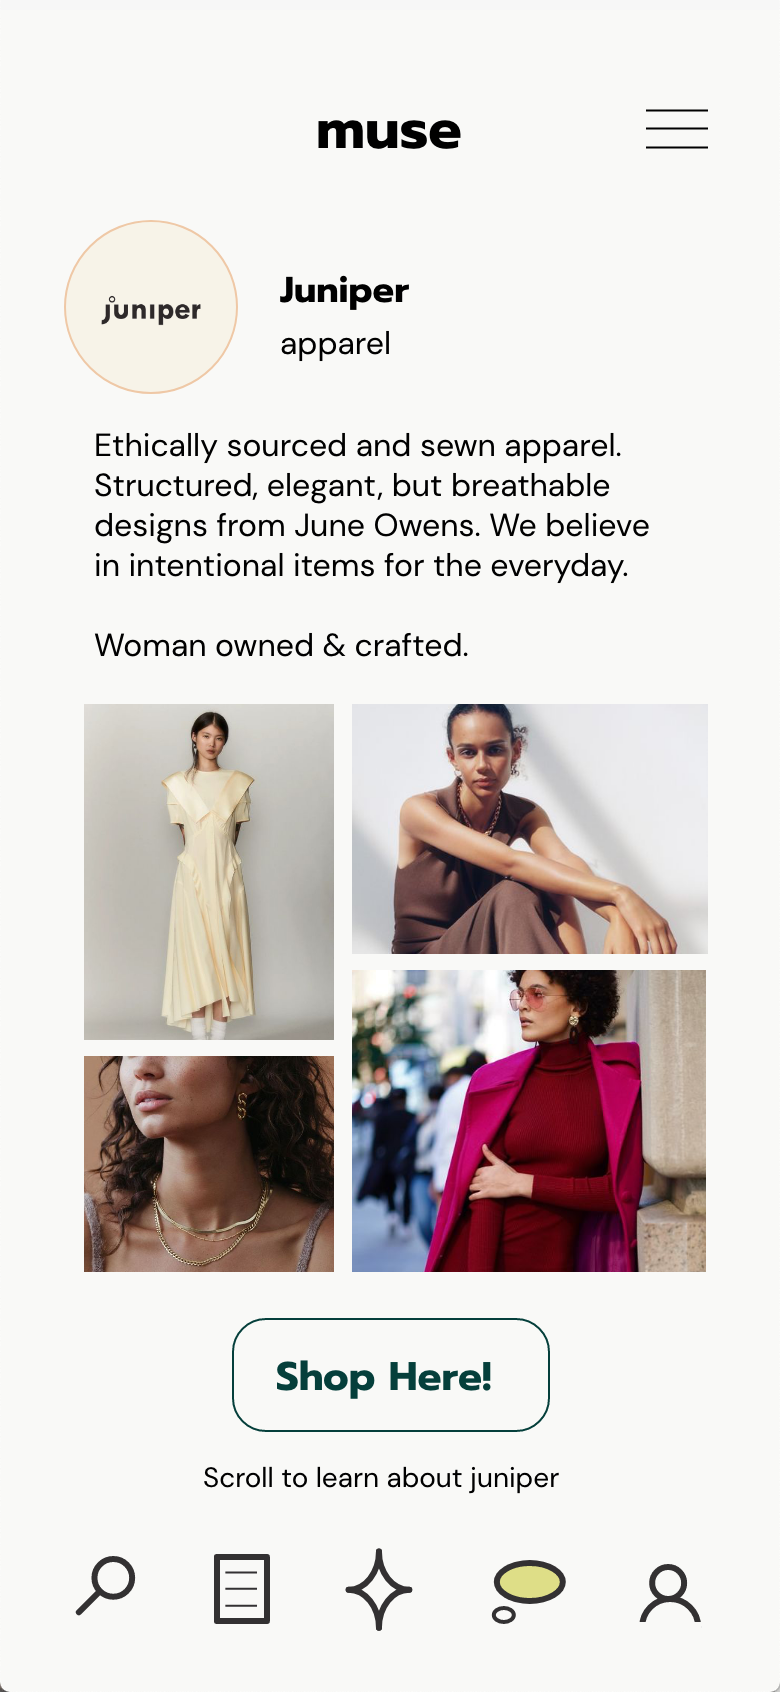 muse
juniper
Juniper
apparel
Ethically sourced and sewn apparel.
Structured, elegant, but breathable
designs from June Owens. We believe
in intentional items for the everyday.
Woman owned & crafted.
Shop Here!
Scroll to learn about juniper